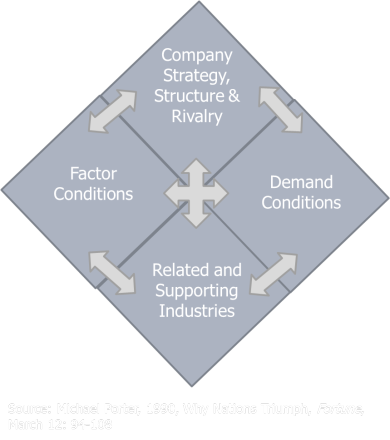 Company
Strategy,
Structure &
Rivalry
Factor
Conditions
Demand
Conditions
Related and
Supporting
Industries
Source: Michael Porter, 1990, Why Nations Triumph, Fortune,
March 12: 94-108